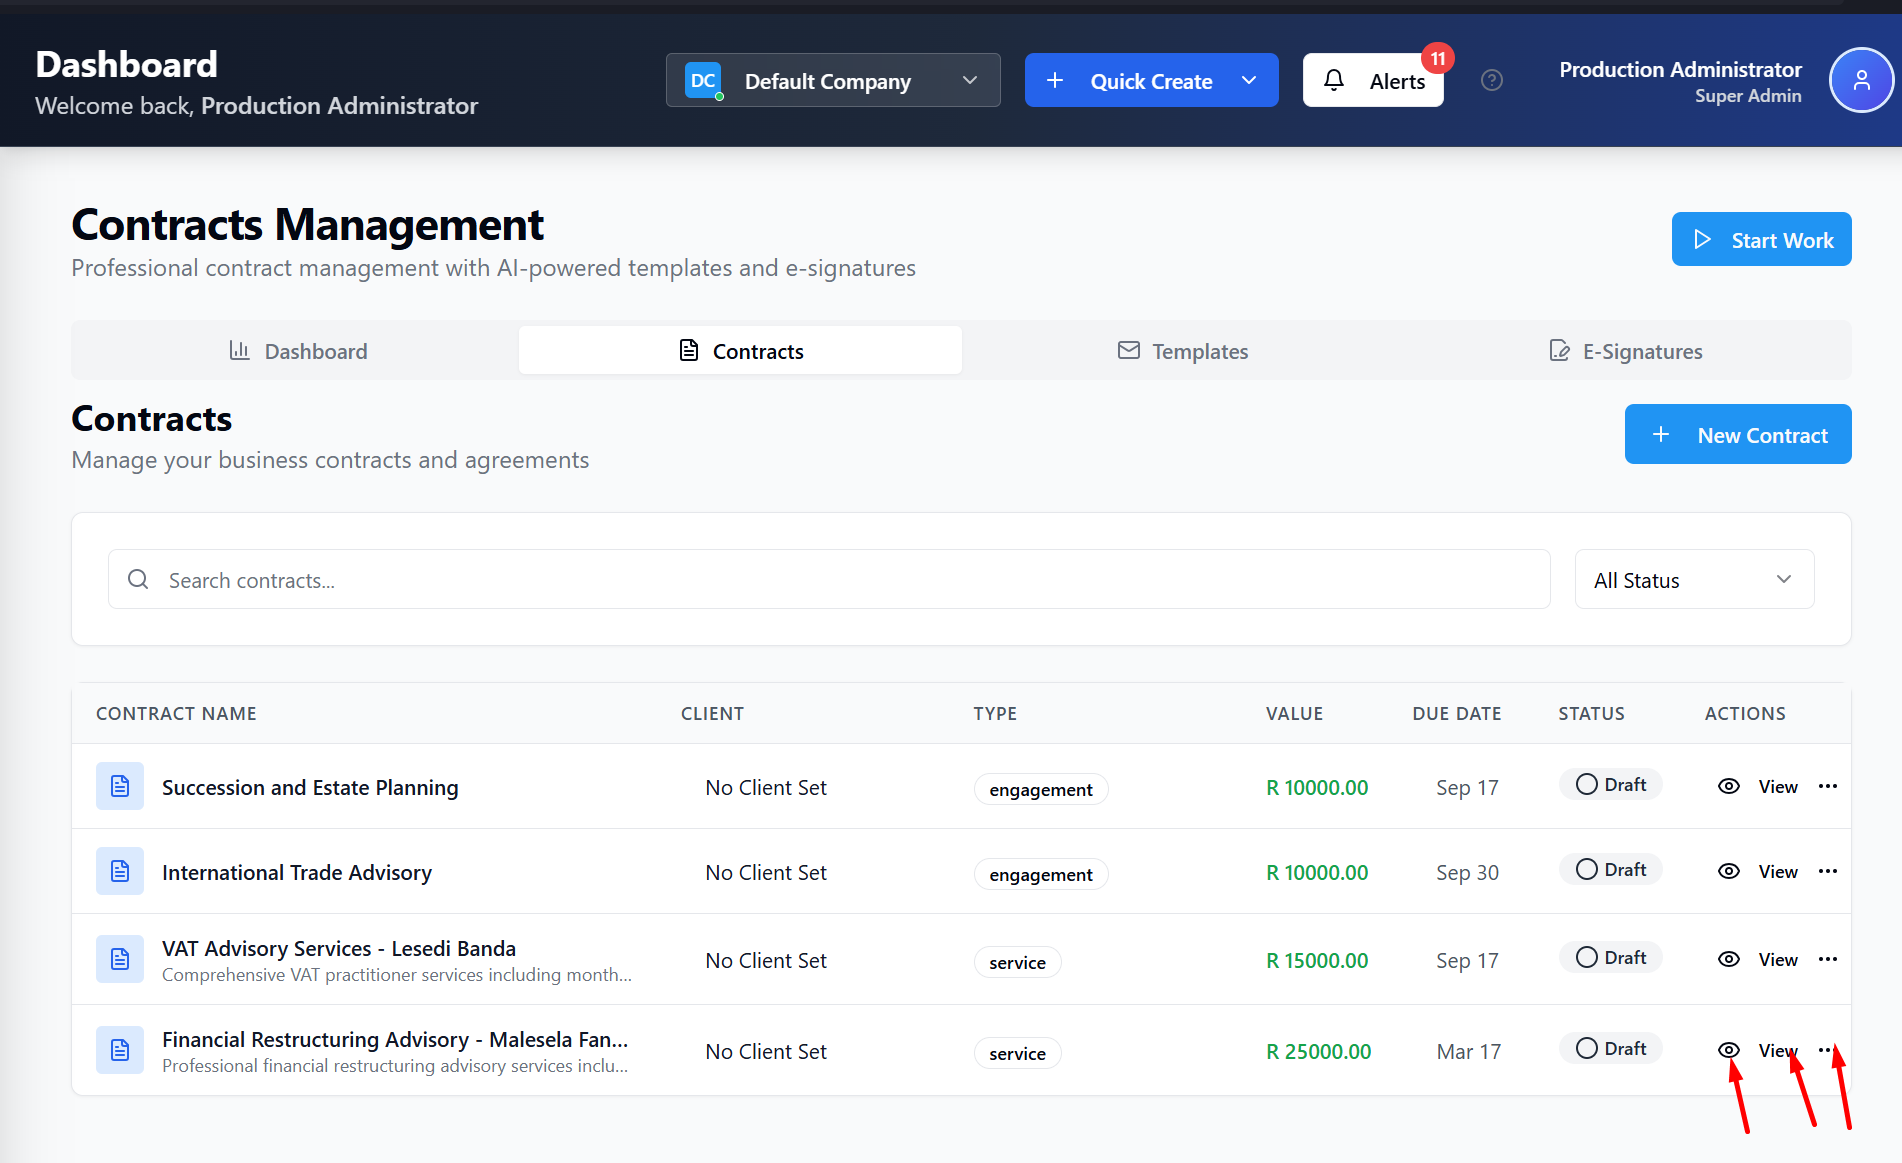 Dashboard
Welcome back, Production Administrator
DC Default Company
Quick Create
Alerts
11
Production Administrator
Super Admin
Contracts Management
Professional contract management with AI-powered templates and e-signatures
Start Work
Dashboard
Contracts
Templates
E-Signatures
Contracts
Manage your business contracts and agreements
New Contract
Search contracts...
All Status
CONTRACT NAME CLIENT TYPE VALUE DUE DATE STATUS ACTIONS
Succession and Estate Planning No Client Set engagement R 10000.00 Sep 17 Draft View
International Trade Advisory No Client Set engagement R 10000.00 Sep 30 Draft View
VAT Advisory Services - Lesedi Banda No Client Set service R 15000.00 Sep 17 Draft View
Comprehensive VAT practitioner services including month...
Financial Restructuring Advisory - Malesela Fan... No Client Set service R 25000.00 Mar 17 Draft View
Professional financial restructuring advisory services inclu...